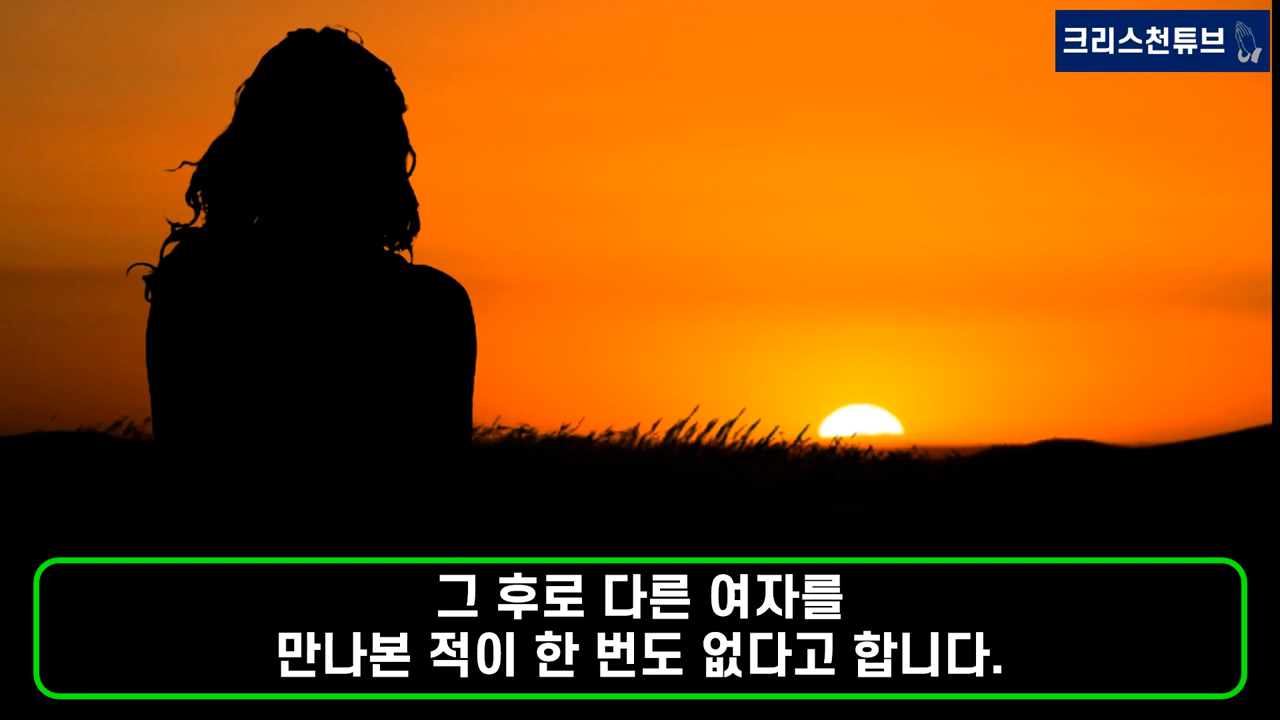 크리스천튜브
그 후로 다른 여자를
만나본 적이 한 번도 없다고 합니다.